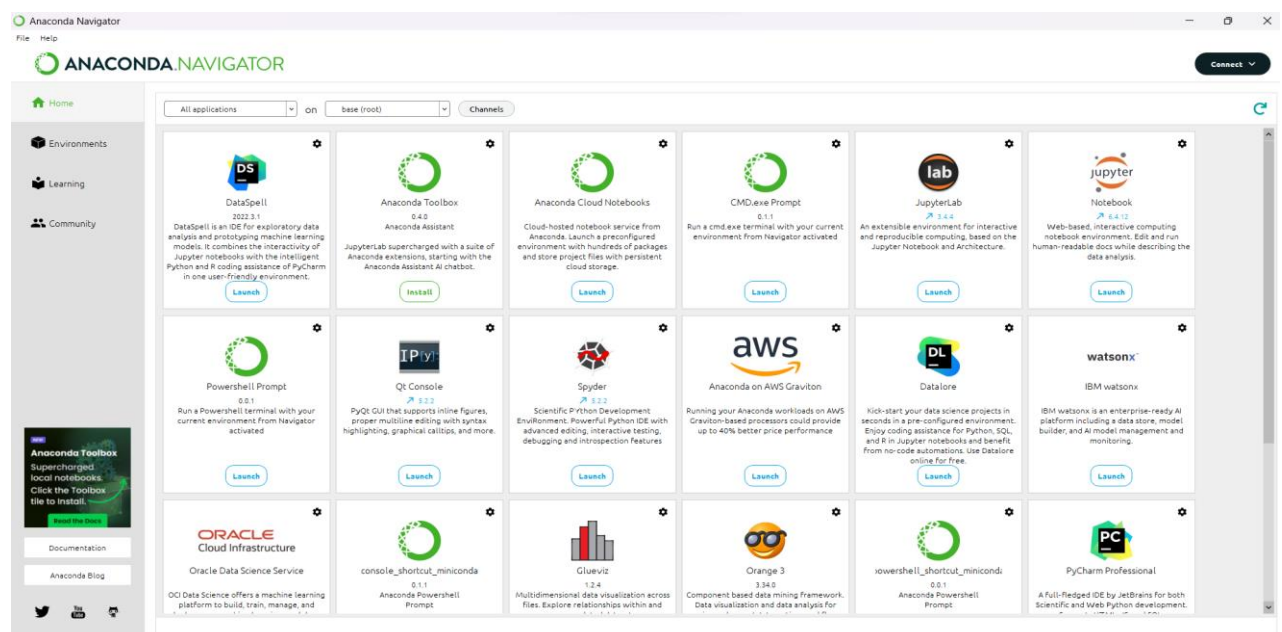 Anaconda Navigator
File Help
ANACONDA.NAVIGATOR
Connect
Home
Environments
Learning
Community
All applications on base (root) Channels
DS
DataSpell
2022.3.1
DataSpell is an IDE for exploratory data
analysis and prototyping machine learning
models. It combines the interactivity of
Jupyter notebooks with the intelligent
Python and R coding assistance of PyCharm
in one user-friendly environment.
Launch
Anaconda Toolbox
0.4.0
Anaconda Assistant
JupyterLab supercharged with a suite of
Anaconda extensions, starting with the
Anaconda Assistant AI chatbot.
Install
Anaconda Cloud Notebooks
Cloud-hosted notebook service from
Anaconda. Launch a preconfigured
environment with hundreds of packages
and store project files with persistent
cloud storage.
Launch
CMD.exe Prompt
0.1.1
Run a cmd.exe terminal with your current
environment from Navigator activated
Launch
lab
JupyterLab
3.4.4
An extensible environment for interactive
and reproducible computing, based on the
Jupyter Notebook and Architecture.
Launch
jupyter
Notebook
6.4.12
Web-based, interactive computing
notebook environment. Edit and run
human-readable docs while describing the
data analysis.
Launch
Powershell Prompt
0.0.1
Run a Powershell terminal with your
current environment from Navigator
activated
Launch
IP[y]:
Qt Console
5.2.2
PyQt GUI that supports inline figures,
proper multiline editing with syntax
highlighting, graphical calltips, and more.
Launch
Spyder
5.2.2
Scientific PYthon Development
EnviRonment. Powerful Python IDE with
advanced editing, interactive testing,
debugging and introspection features
Launch
aws
Anaconda on AWS Graviton
Running your Anaconda workloads on AWS
Graviton-based processors could provide
up to 40% better price performance
Launch
DL
Datalore
Kick-start your data science projects in
seconds in a pre-configured environment.
Enjoy coding assistance for Python, SQL,
and R in Jupyter notebooks and benefit
from no-code automations. Use Datalore
online for free.
Launch
watsonx
IBM watsonx
IBM watsonx is an enterprise-ready AI
platform including a data store, model
builder, and AI model management and
monitoring.
Launch
ORACLE
Cloud Infrastructure
Oracle Data Science Service
OCI Data Science offers a machine learning
platform to build, train, manage, and
console_shortcut_miniconda
0.1.1
Anaconda Powershell
Prompt
Glueviz
1.2.4
Multidimensional data visualization across
files. Explore relationships within and
Orange 3
3.34.0
Component based data mining framework.
Data visualization and data analysis for
powershell_shortcut_miniconda
0.0.1
Anaconda Powershell
Prompt
PC
PyCharm Professional
A full-fledged IDE by JetBrains for both
Scientific and Web Python development.
NEW
Anaconda Toolbox
Supercharged
local notebooks.
Click the Toolbox
tile to install.
Read the Docs
Documentation
Anaconda Blog
You
Tube